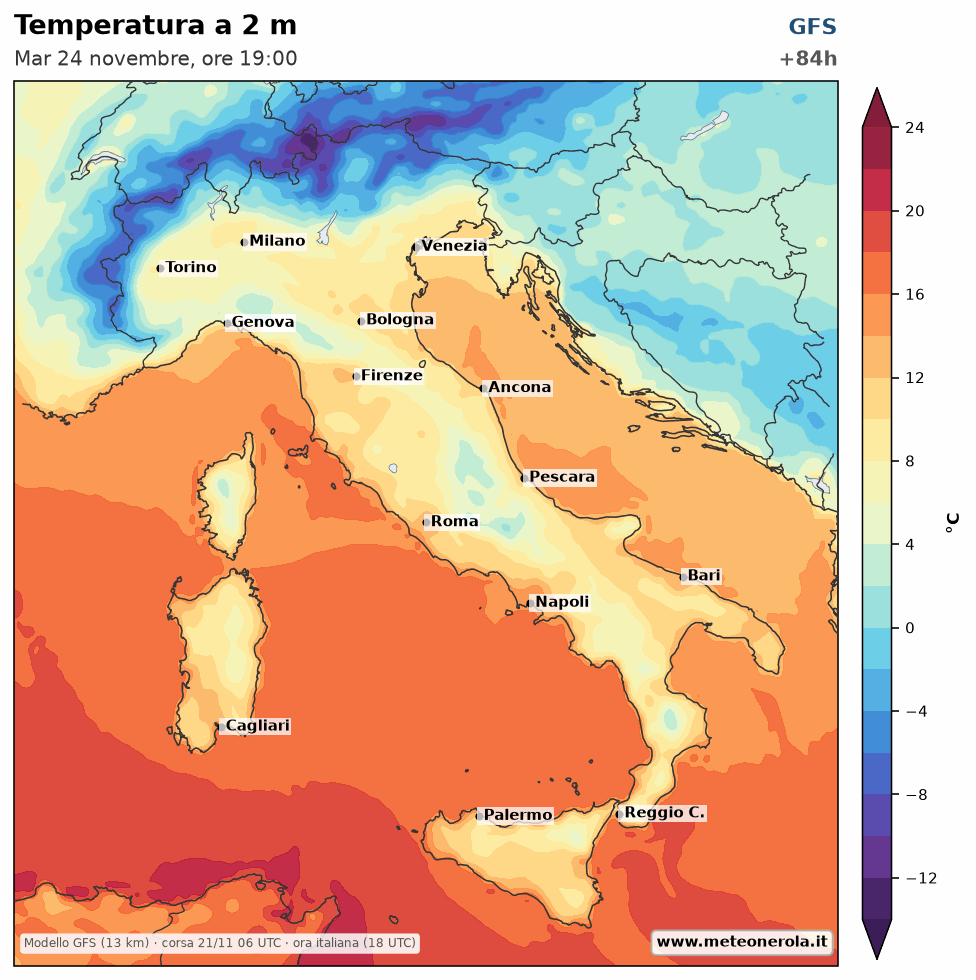 Temperatura a 2 m
GFS
Mar 24 novembre, ore 19:00
+84h
24
20
16
12
8
4
0
−4
−8
−12
°C
Milano
Venezia
Torino
Genova
Bologna
Firenze
Ancona
Pescara
Roma
Bari
Napoli
Cagliari
Palermo
Reggio C.
Modello GFS (13 km) · corsa 21/11 06 UTC · ora italiana (18 UTC)
www.meteonerola.it